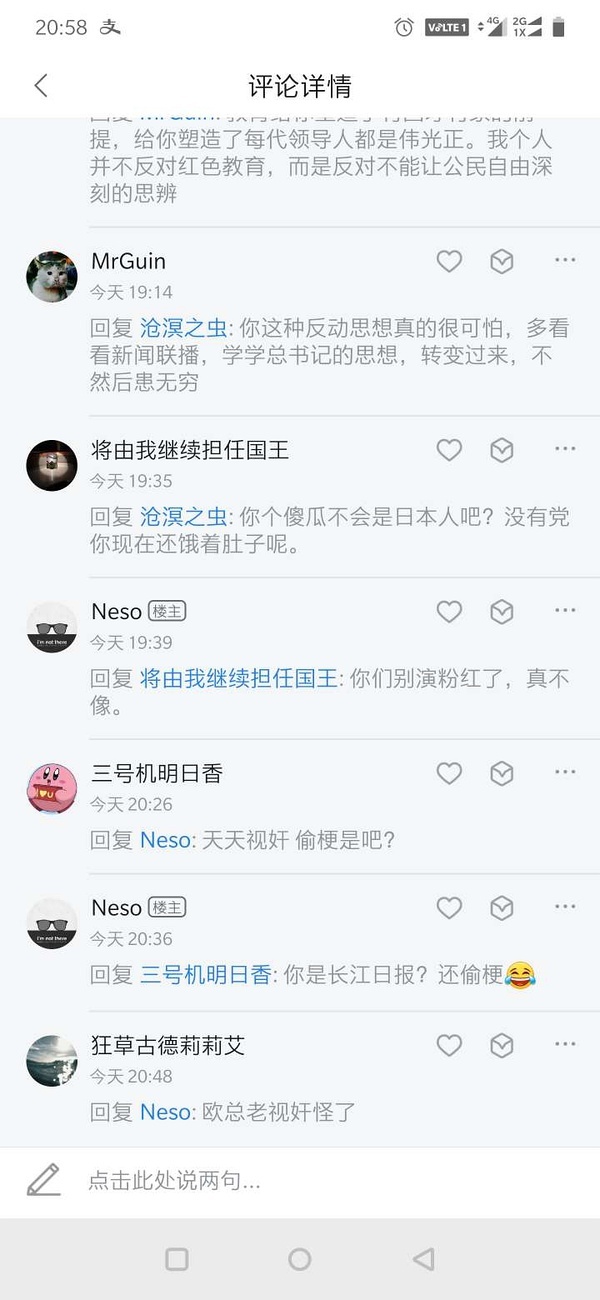 20:58 支 VoLTE 1 4G 2G 1X
评论详情
提，给你塑造了每代领导人都是伟光正。我个人
并不反对红色教育，而是反对不能让公民自由深
刻的思辨
MrGuin
今天 19:14
回复 沧溟之虫: 你这种反动思想真的很可怕，多看
看新闻联播，学学总书记的思想，转变过来，不
然后患无穷
将由我继续担任国王
今天 19:35
回复 沧溟之虫: 你个傻瓜不会是日本人吧？没有党
你现在还饿着肚子呢。
Neso 楼主
今天 19:39
回复 将由我继续担任国王: 你们别演粉红了，真不
像。
三号机明日香
今天 20:26
回复 Neso: 天天视奸 偷梗是吧？
Neso 楼主
今天 20:36
回复 三号机明日香: 你是长江日报？还偷梗😂
狂草古德莉莉艾
今天 20:48
回复 Neso: 欧总老视奸怪了
点击此处说两句...